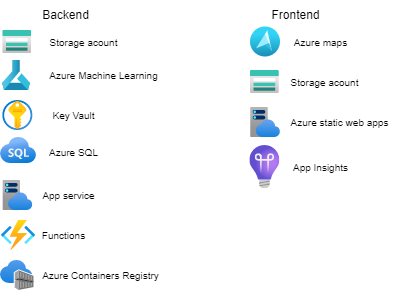 Backend
Storage acount
Azure Machine Learning
Key Vault
SQL
Azure SQL
App service
Functions
Azure Containers Registry
Frontend
Azure maps
Storage acount
Azure static web apps
App Insights